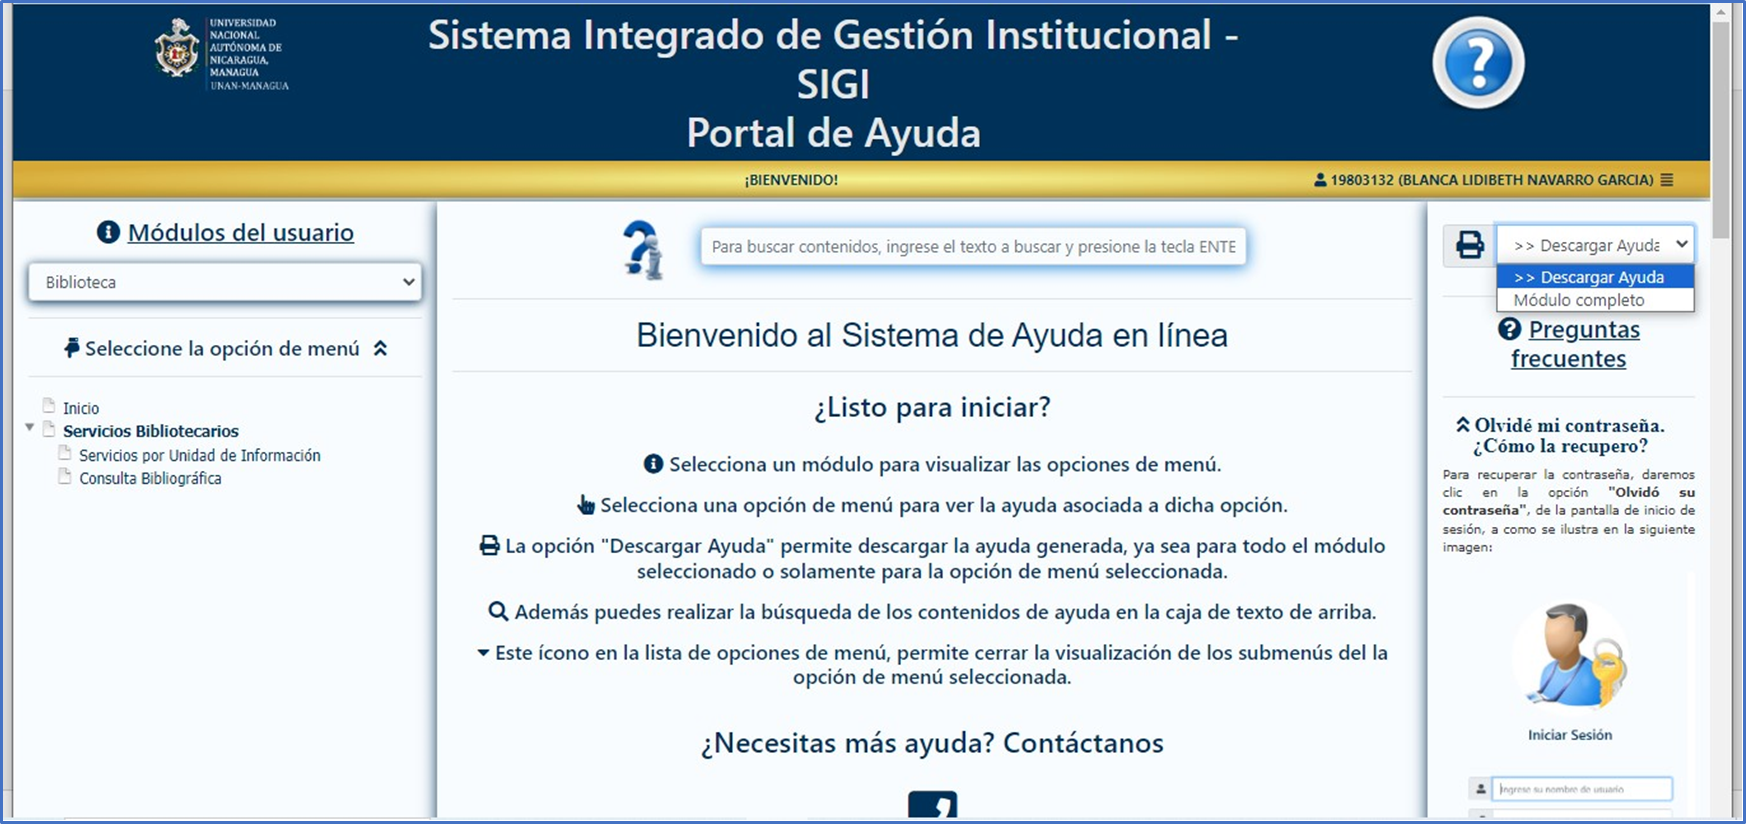 UNIVERSIDAD
NACIONAL
AUTÓNOMA DE
NICARAGUA,
MANAGUA
UNAN-MANAGUA
Sistema Integrado de Gestión Institucional -
SIGI
Portal de Ayuda
¡BIENVENIDO!
19803132 (BLANCA LIDIBETH NAVARRO GARCIA)
Módulos del usuario
Biblioteca
Seleccione la opción de menú
Inicio
Servicios Bibliotecarios
Servicios por Unidad de Información
Consulta Bibliográfica
Para buscar contenidos, ingrese el texto a buscar y presione la tecla ENTE
Bienvenido al Sistema de Ayuda en línea
¿Listo para iniciar?
Selecciona un módulo para visualizar las opciones de menú.
Selecciona una opción de menú para ver la ayuda asociada a dicha opción.
La opción "Descargar Ayuda" permite descargar la ayuda generada, ya sea para todo el módulo
seleccionado o solamente para la opción de menú seleccionada.
Además puedes realizar la búsqueda de los contenidos de ayuda en la caja de texto de arriba.
Este ícono en la lista de opciones de menú, permite cerrar la visualización de los submenús del la
opción de menú seleccionada.
¿Necesitas más ayuda? Contáctanos
>> Descargar Ayuda
>> Descargar Ayuda
Módulo completo
Preguntas
frecuentes
Olvidé mi contraseña.
¿Cómo la recupero?
Para recuperar la contraseña, daremos
clic en la opción "Olvidó su
contraseña", de la pantalla de inicio de
sesión, a como se ilustra en la siguiente
imagen:
Iniciar Sesión
Ingrese su nombre de usuario